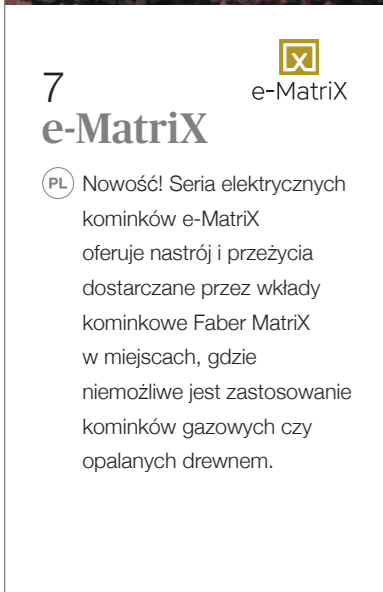 7
e-MatriX
e-MatriX
PL Nowość! Seria elektrycznych
kominków e-MatriX
oferuje nastrój i przeżycia
dostarczane przez wkłady
kominkowe Faber MatriX
w miejscach, gdzie
niemożliwe jest zastosowanie
kominków gazowych czy
opalanych drewnem.